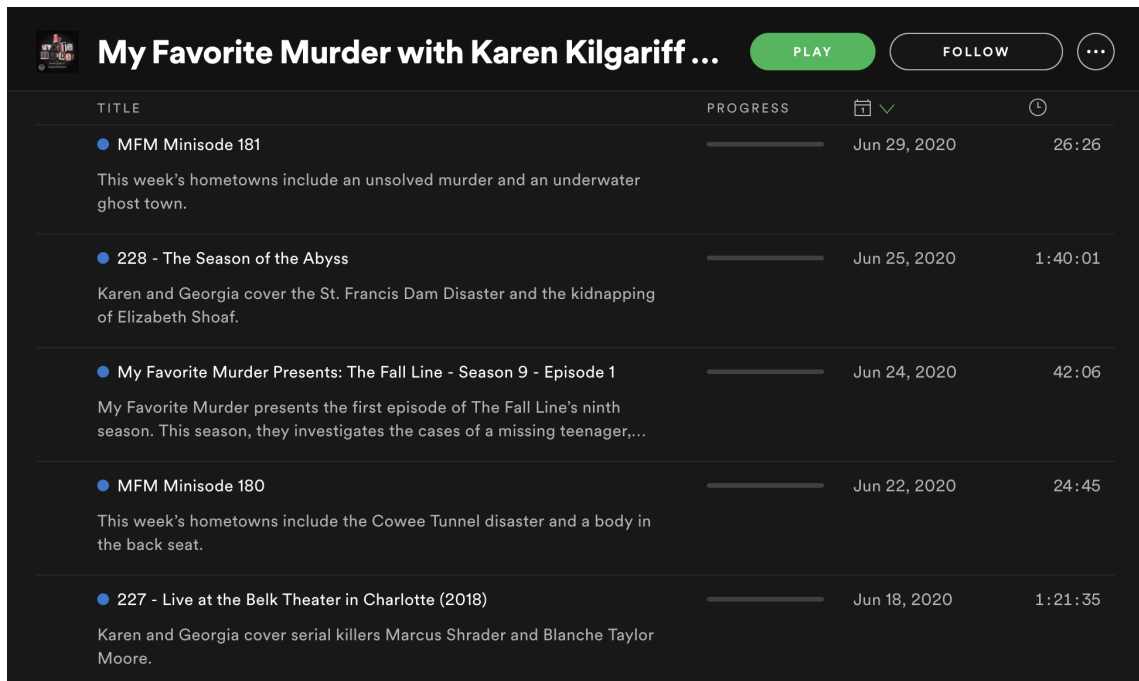 My Favorite Murder with Karen Kilgariff ...
PLAY
FOLLOW
TITLE
PROGRESS
1
MFM Minisode 181
Jun 29, 2020
26:26
This week’s hometowns include an unsolved murder and an underwater
ghost town.
228 - The Season of the Abyss
Jun 25, 2020
1:40:01
Karen and Georgia cover the St. Francis Dam Disaster and the kidnapping
of Elizabeth Shoaf.
My Favorite Murder Presents: The Fall Line - Season 9 - Episode 1
Jun 24, 2020
42:06
My Favorite Murder presents the first episode of The Fall Line’s ninth
season. This season, they investigates the cases of a missing teenager,...
MFM Minisode 180
Jun 22, 2020
24:45
This week’s hometowns include the Cowee Tunnel disaster and a body in
the back seat.
227 - Live at the Belk Theater in Charlotte (2018)
Jun 18, 2020
1:21:35
Karen and Georgia cover serial killers Marcus Shrader and Blanche Taylor
Moore.